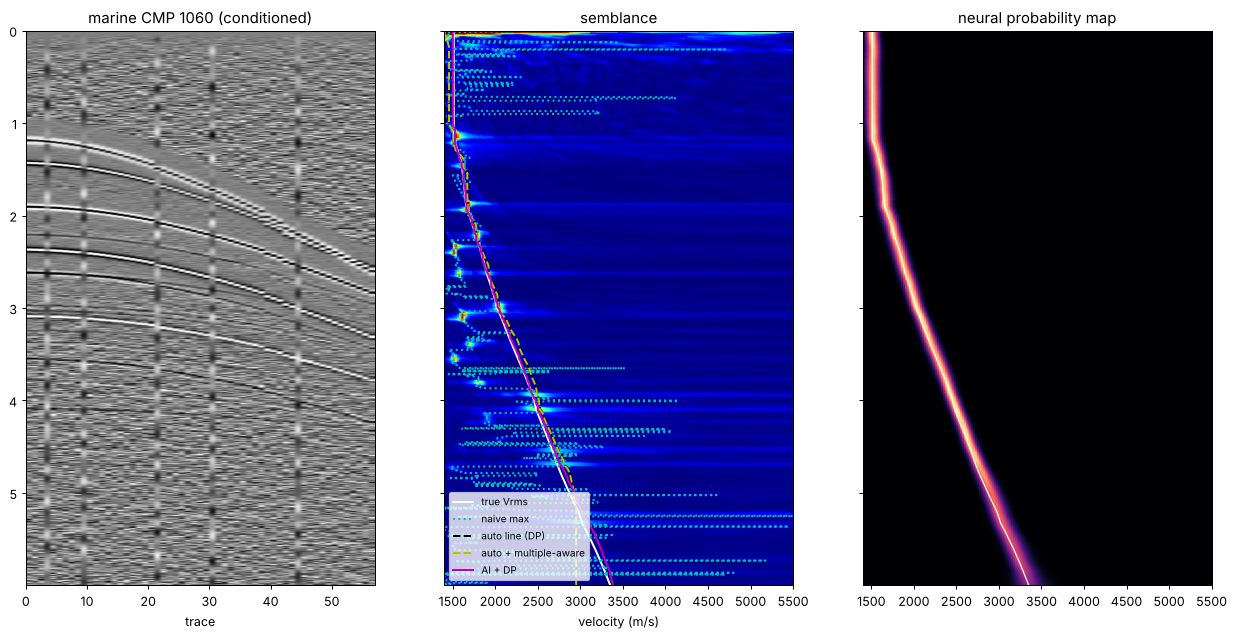 marine CMP 1060 (conditioned)
semblance
neural probability map
0
1
2
3
4
5
0 10 20 30 40 50
trace
true Vrms
naive max
auto line (DP)
auto + multiple-aware
AI + DP
1500 2000 2500 3000 3500 4000 4500 5000 5500
velocity (m/s)
1500 2000 2500 3000 3500 4000 4500 5000 5500